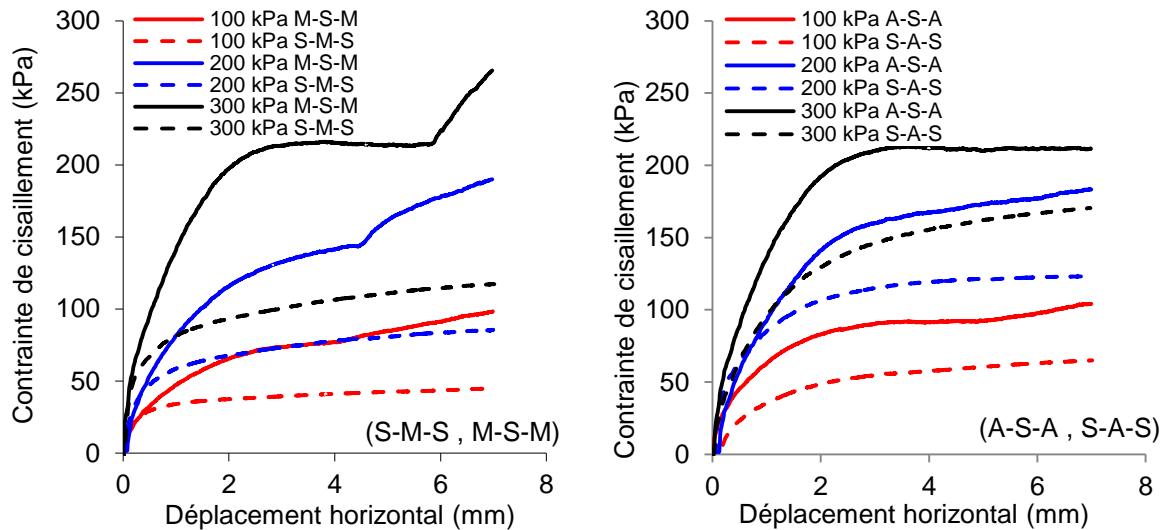 Contrainte de cisaillement (kPa)
300
250
200
150
100
50
0
100 kPa M-S-M
100 kPa S-M-S
200 kPa M-S-M
200 kPa S-M-S
300 kPa M-S-M
300 kPa S-M-S
(S-M-S , M-S-M)
0 2 4 6 8
Déplacement horizontal (mm)
Contrainte de cisaillement (kPa)
300
250
200
150
100
50
0
100 kPa A-S-A
100 kPa S-A-S
200 kPa A-S-A
200 kPa S-A-S
300 kPa A-S-A
300 kPa S-A-S
(A-S-A , S-A-S)
0 2 4 6 8
Déplacement horizontal (mm)